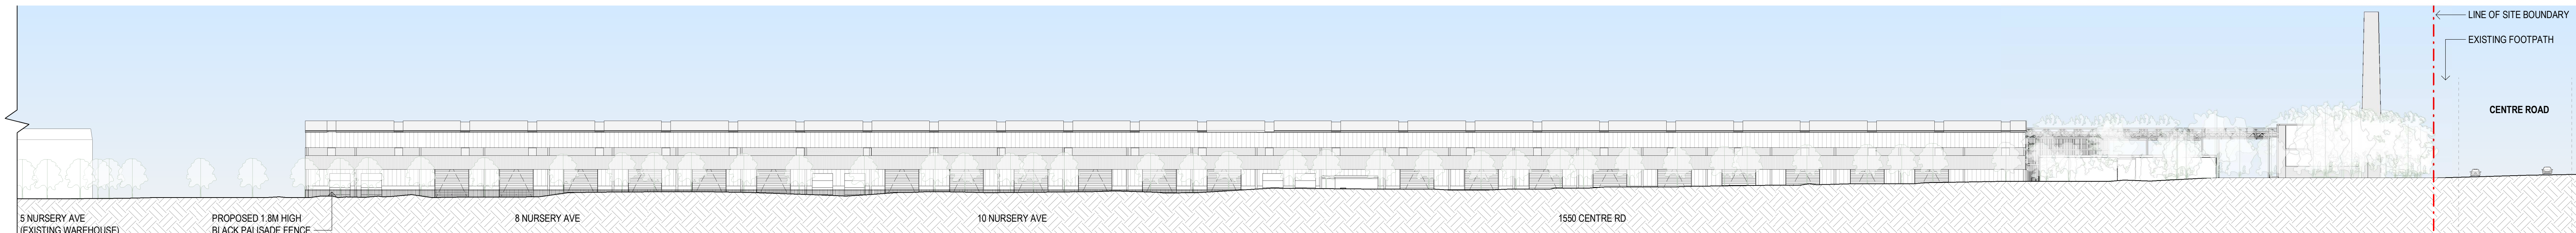 LINE OF SITE BOUNDARY
EXISTING FOOTPATH
CENTRE ROAD
5 NURSERY AVE
(EXISTING WAREHOUSE)
PROPOSED 1.8M HIGH
BLACK PALISADE FENCE
8 NURSERY AVE
10 NURSERY AVE
1550 CENTRE RD